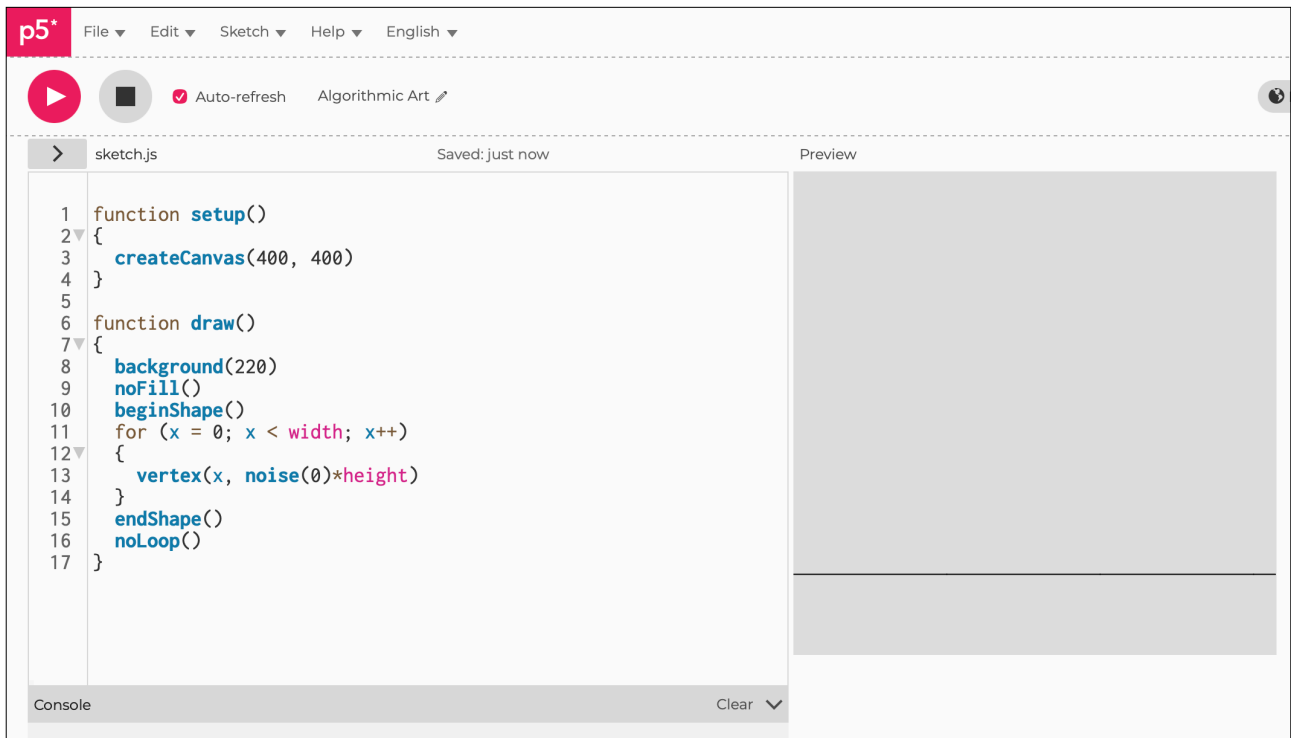 p5* File Edit Sketch Help English
Auto-refresh Algorithmic Art
sketch.js Saved: just now Preview
1 function setup()
2 {
3 createCanvas(400, 400)
4 }
5
6 function draw()
7 {
8 background(220)
9 noFill()
10 beginShape()
11 for (x = 0; x < width; x++)
12 {
13 vertex(x, noise(0)*height)
14 }
15 endShape()
16 noLoop()
17 }
Console Clear